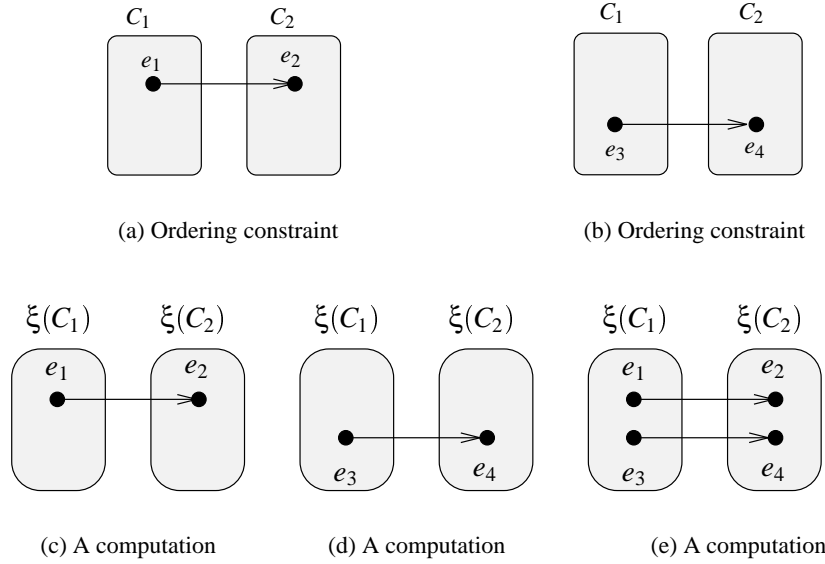 C₁ C₂ C₁ C₂
e₁ e₂
e₃ e₄
(a) Ordering constraint (b) Ordering constraint
ξ(C₁) ξ(C₂) ξ(C₁) ξ(C₂) ξ(C₁) ξ(C₂)
e₁ e₂ e₁ e₂
e₃ e₄ e₃ e₄
(c) A computation (d) A computation (e) A computation